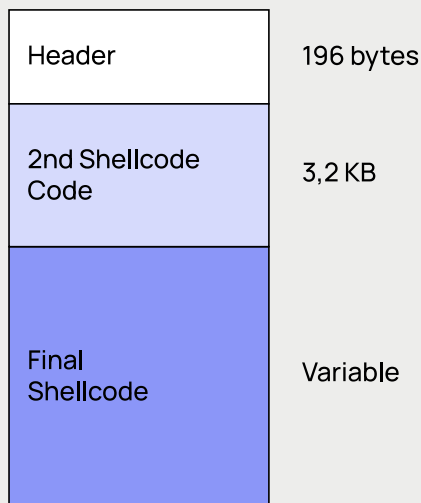 Header
196 bytes
2nd Shellcode
Code
3,2 KB
Final
Shellcode
Variable